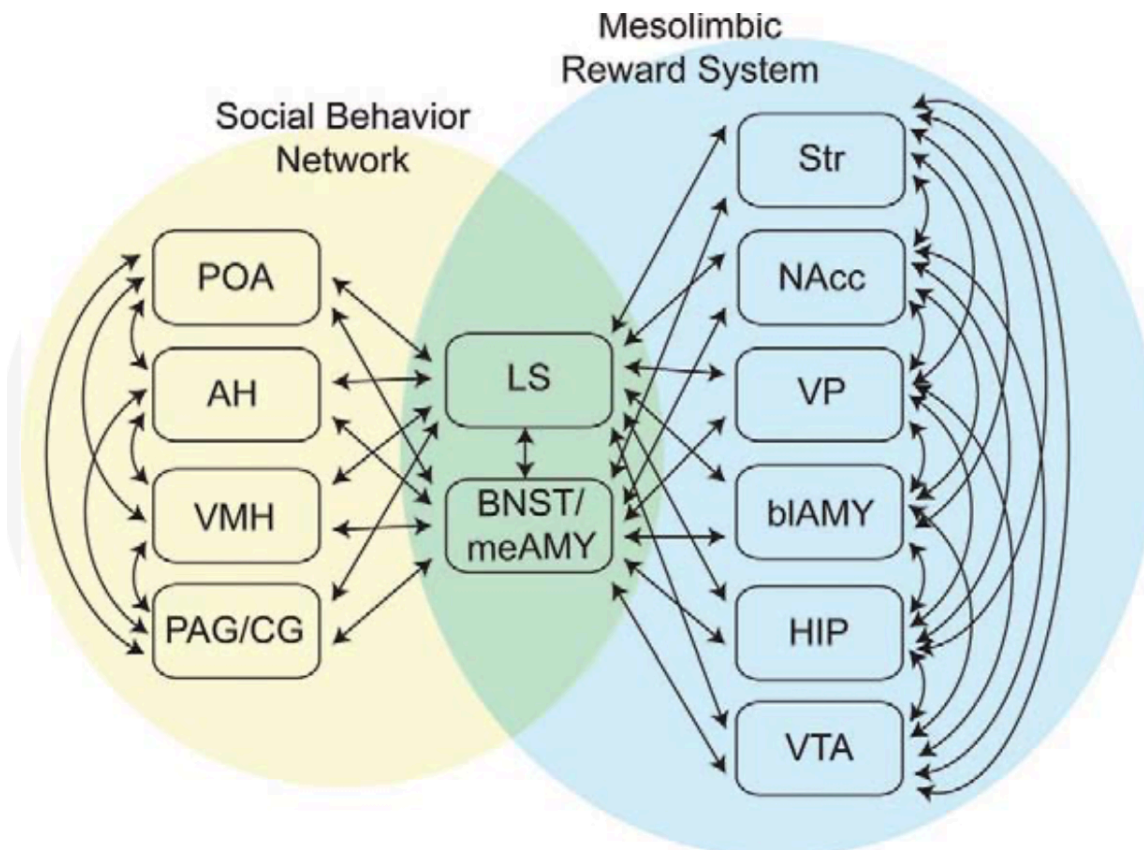 Mesolimbic
Reward System
Social Behavior
Network
POA
AH
VMH
PAG/CG
LS
BNST/
meAMY
Str
NAcc
VP
blAMY
HIP
VTA